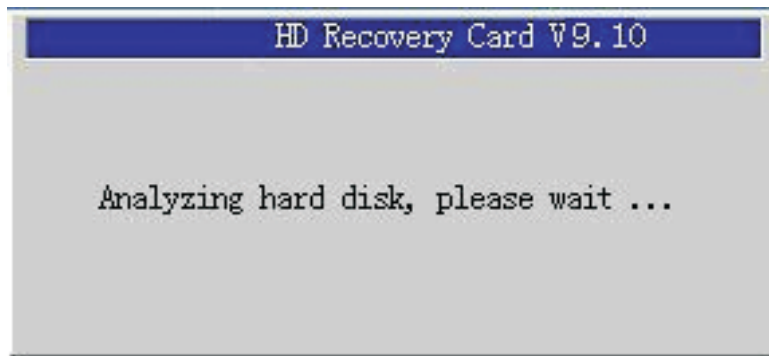 HD Recovery Card V9.10
Analyzing hard disk, please wait ...